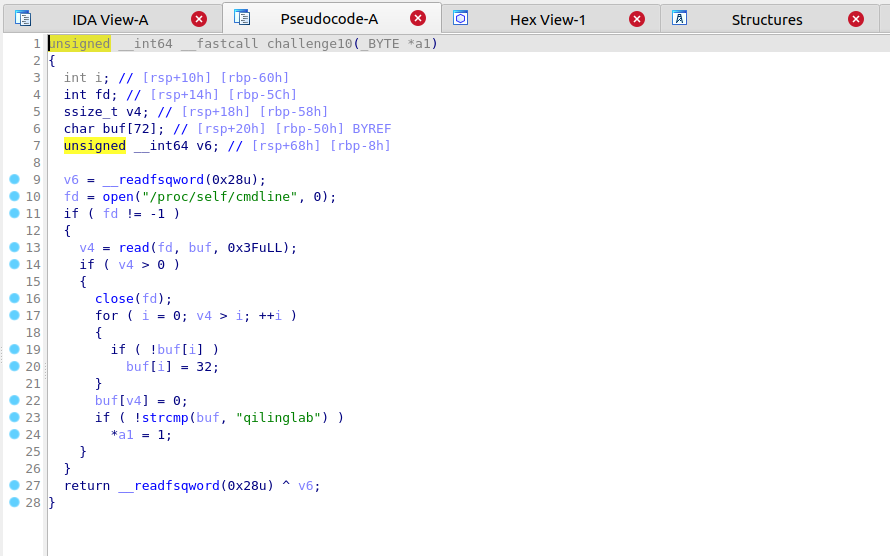 IDA View-A Pseudocode-A Hex View-1 Structures
1 unsigned __int64 __fastcall challenge10(_BYTE *a1)
2 {
3 int i; // [rsp+10h] [rbp-60h]
4 int fd; // [rsp+14h] [rbp-5Ch]
5 ssize_t v4; // [rsp+18h] [rbp-58h]
6 char buf[72]; // [rsp+20h] [rbp-50h] BYREF
7 unsigned __int64 v6; // [rsp+68h] [rbp-8h]
8
9 v6 = __readfsqword(0x28u);
10 fd = open("/proc/self/cmdline", 0);
11 if ( fd != -1 )
12 {
13 v4 = read(fd, buf, 0x3FuLL);
14 if ( v4 > 0 )
15 {
16 close(fd);
17 for ( i = 0; v4 > i; ++i )
18 {
19 if ( !buf[i] )
20 buf[i] = 32;
21 }
22 buf[v4] = 0;
23 if ( !strcmp(buf, "qilinglab") )
24 *a1 = 1;
25 }
26 }
27 return __readfsqword(0x28u) ^ v6;
28 }